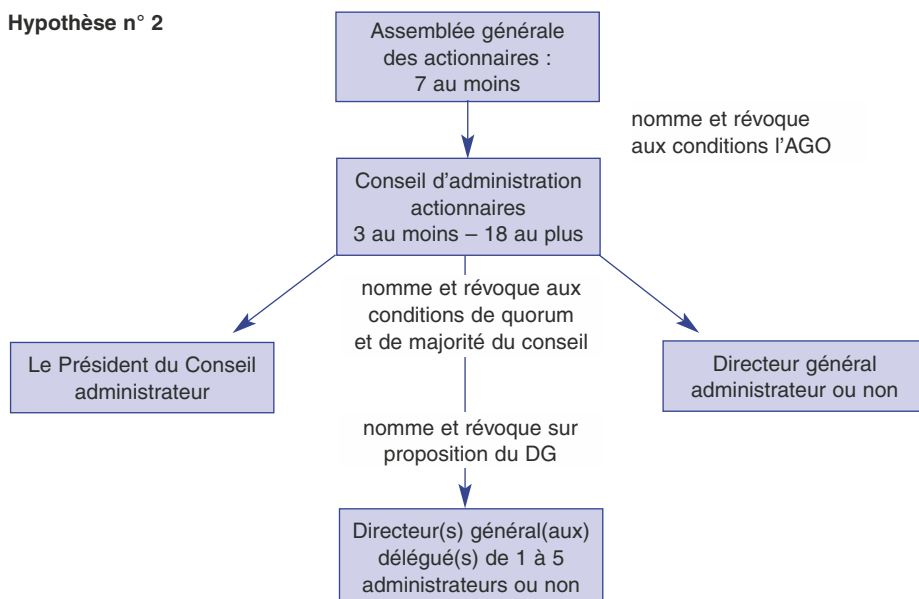 Hypothèse n° 2
Assemblée générale
des actionnaires :
7 au moins
nomme et révoque
aux conditions l’AGO
Conseil d’administration
actionnaires
3 au moins – 18 au plus
nomme et révoque aux
conditions de quorum
et de majorité du conseil
Le Président du Conseil
administrateur
Directeur général
administrateur ou non
nomme et révoque sur
proposition du DG
Directeur(s) général(aux)
délégué(s) de 1 à 5
administrateurs ou non